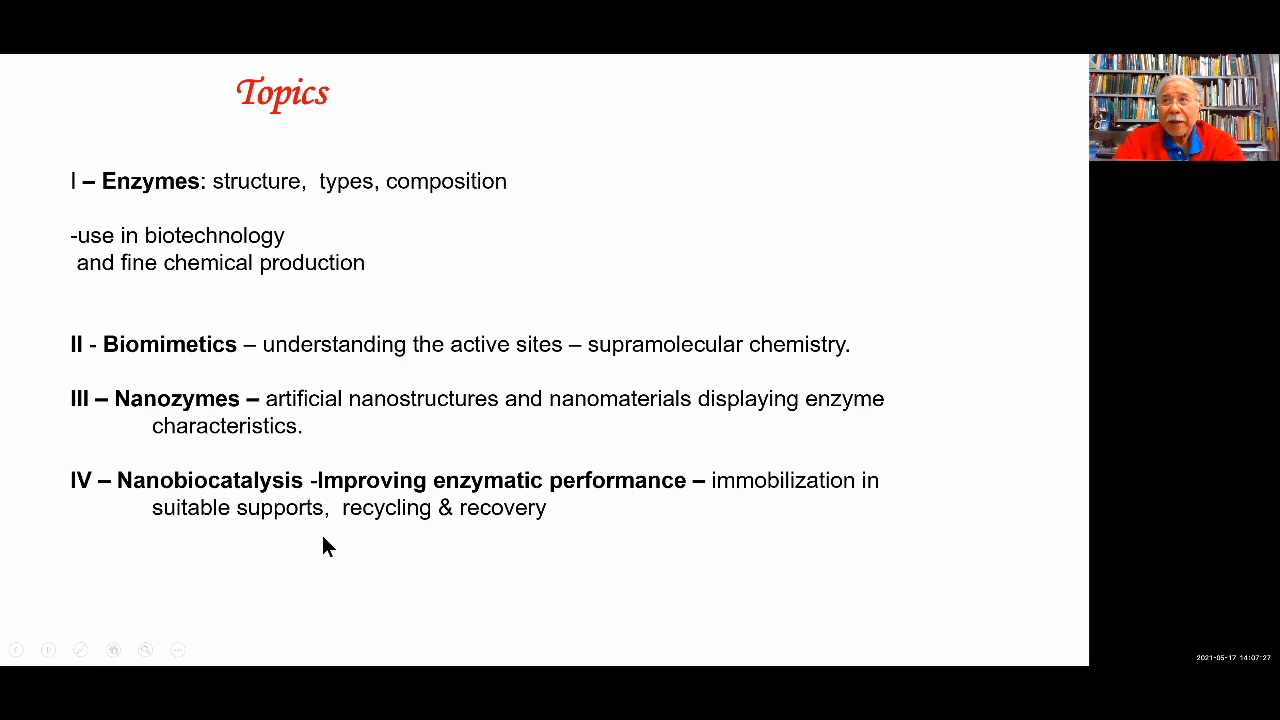 Topics
I – Enzymes: structure, types, composition
-use in biotechnology
and fine chemical production
II - Biomimetics – understanding the active sites – supramolecular chemistry.
III – Nanozymes – artificial nanostructures and nanomaterials displaying enzyme
characteristics.
IV – Nanobiocatalysis -Improving enzymatic performance – immobilization in
suitable supports, recycling & recovery
2021-05-17 14:07:27